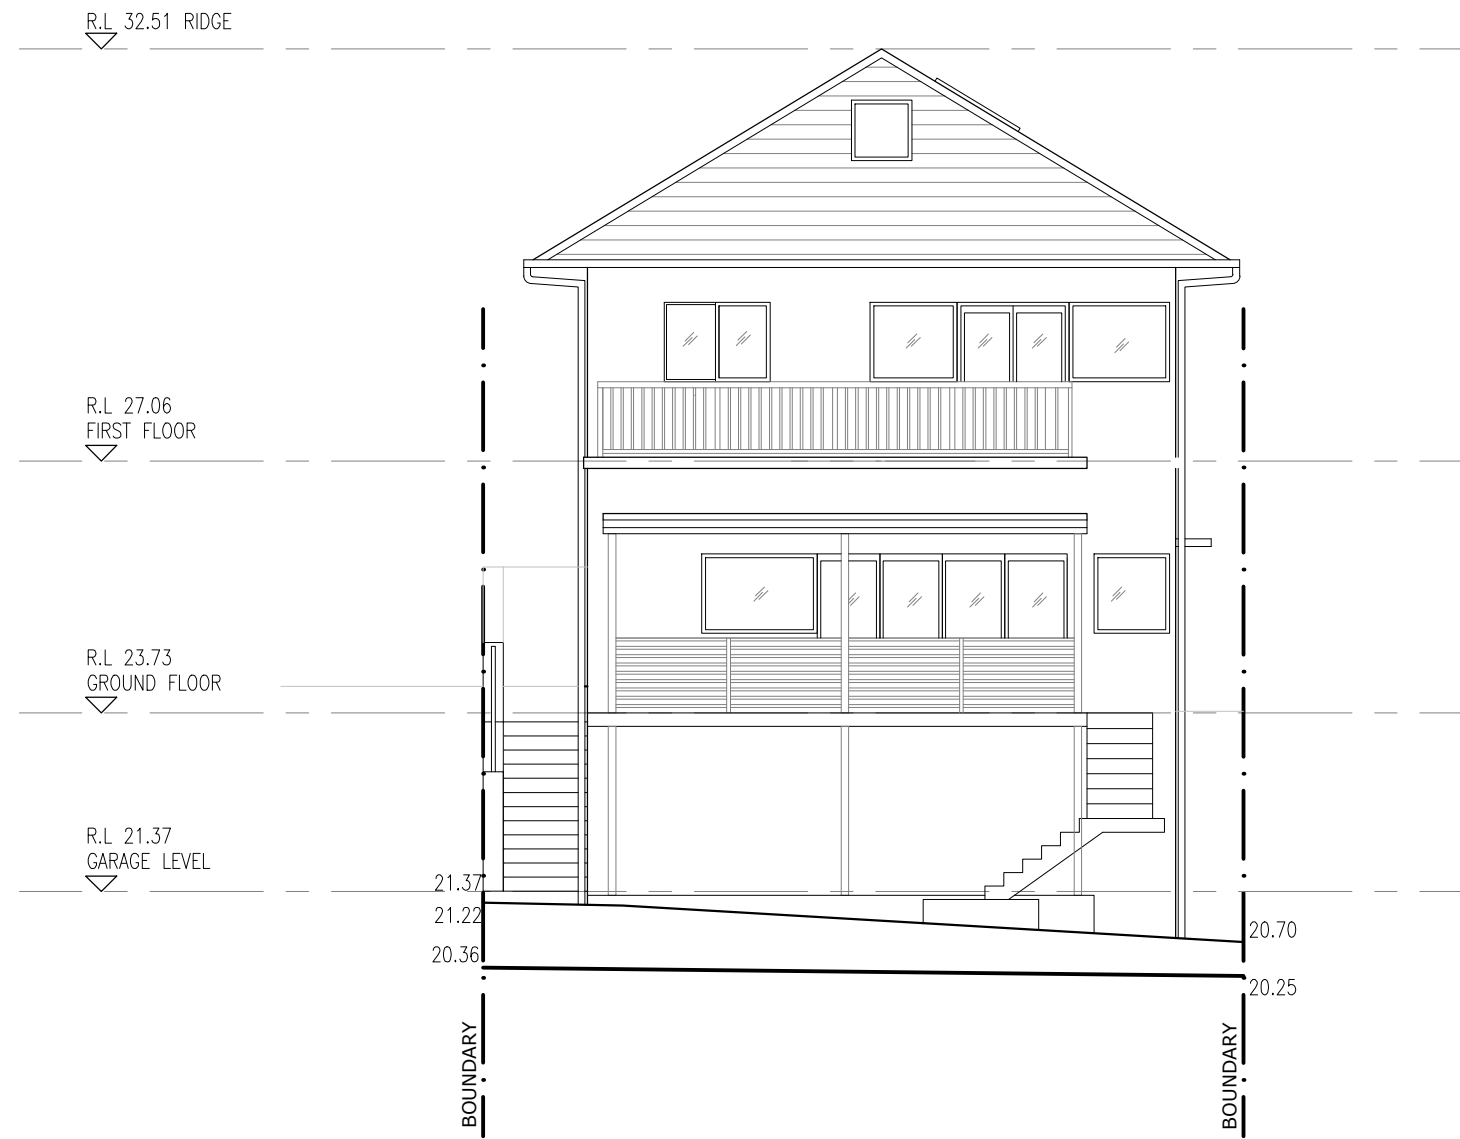 R.L 32.51 RIDGE
R.L 27.06
FIRST FLOOR
R.L 23.73
GROUND FLOOR
R.L 21.37
GARAGE LEVEL
21.37
21.22
20.36
20.70
20.25
BOUNDARY
BOUNDARY